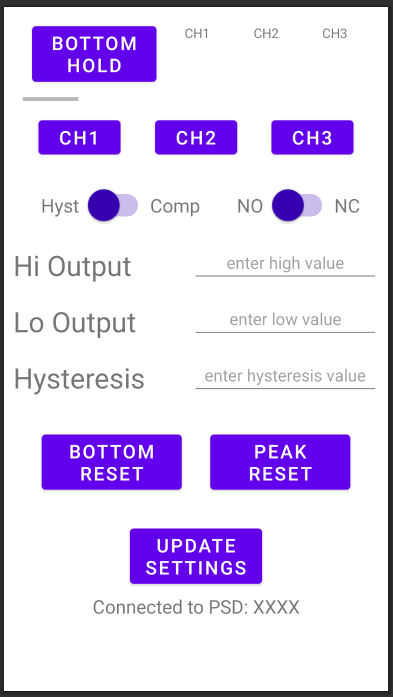 BOTTOM
HOLD
CH1 CH2 CH3
CH1 CH2 CH3
Hyst Comp NO NC
Hi Output enter high value
Lo Output enter low value
Hysteresis enter hysteresis value
BOTTOM
RESET
PEAK
RESET
UPDATE
SETTINGS
Connected to PSD: XXXX